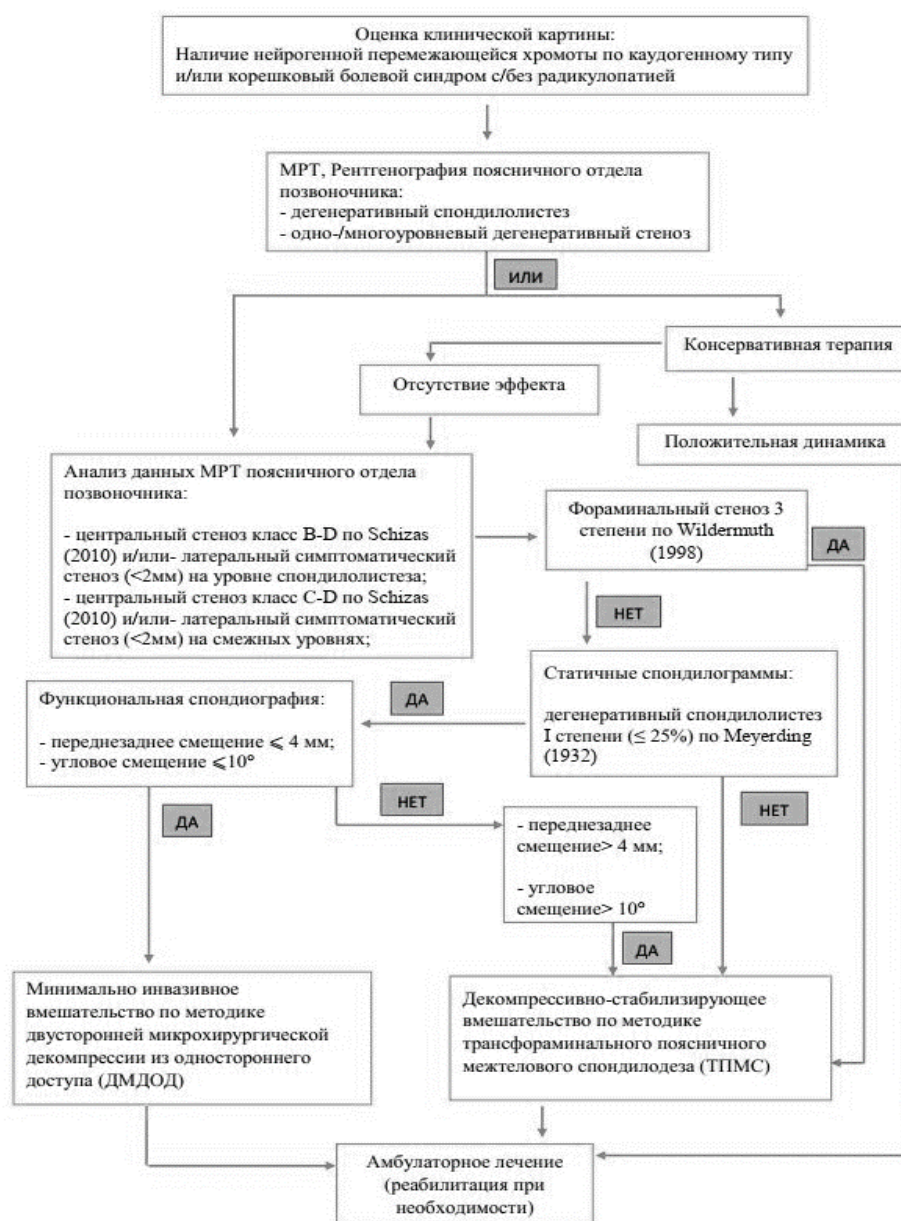 Оценка клинической картины:
Наличие нейрогенной перемежающейся хромоты по каудогенному типу
и/или корешковый болевой синдром с/без радикулопатией
МРТ, Рентгенография поясничного отдела
позвоночника:
- дегенеративный спондилолистез
- одно-/многоуровневый дегенеративный стеноз
ИЛИ
Консервативная терапия
Отсутствие эффекта
Положительная динамика
Анализ данных МРТ поясничного отдела
позвоночника:
- центральный стеноз класс B-D по Schizas
(2010) и/или- латеральный симптоматический
стеноз (<2мм) на уровне спондилолистеза;
- центральный стеноз класс C-D по Schizas
(2010) и/или- латеральный симптоматический
стеноз (<2мм) на смежных уровнях;
Фораминальный стеноз 3
степени по Wildermuth
(1998)
ДА
НЕТ
Статичные спондилограммы:
дегенеративный спондилолистез
I степени (≤ 25%) по Meyerding
(1932)
ДА
Функциональная спондиография:
- переднезаднее смещение ⩽ 4 мм;
- угловое смещение ⩽10°
НЕТ
НЕТ
ДА
- переднезаднее
смещение> 4 мм;
- угловое
смещение> 10°
ДА
Минимально инвазивное
вмешательство по методике
двусторонней микрохирургической
декомпрессии из одностороннего
доступа (ДМДОД)
Декомпрессивно-стабилизирующее
вмешательство по методике
трансфораминального поясничного
межтелового спондилодеза (ТПМС)
Амбулаторное лечение
(реабилитация при
необходимости)